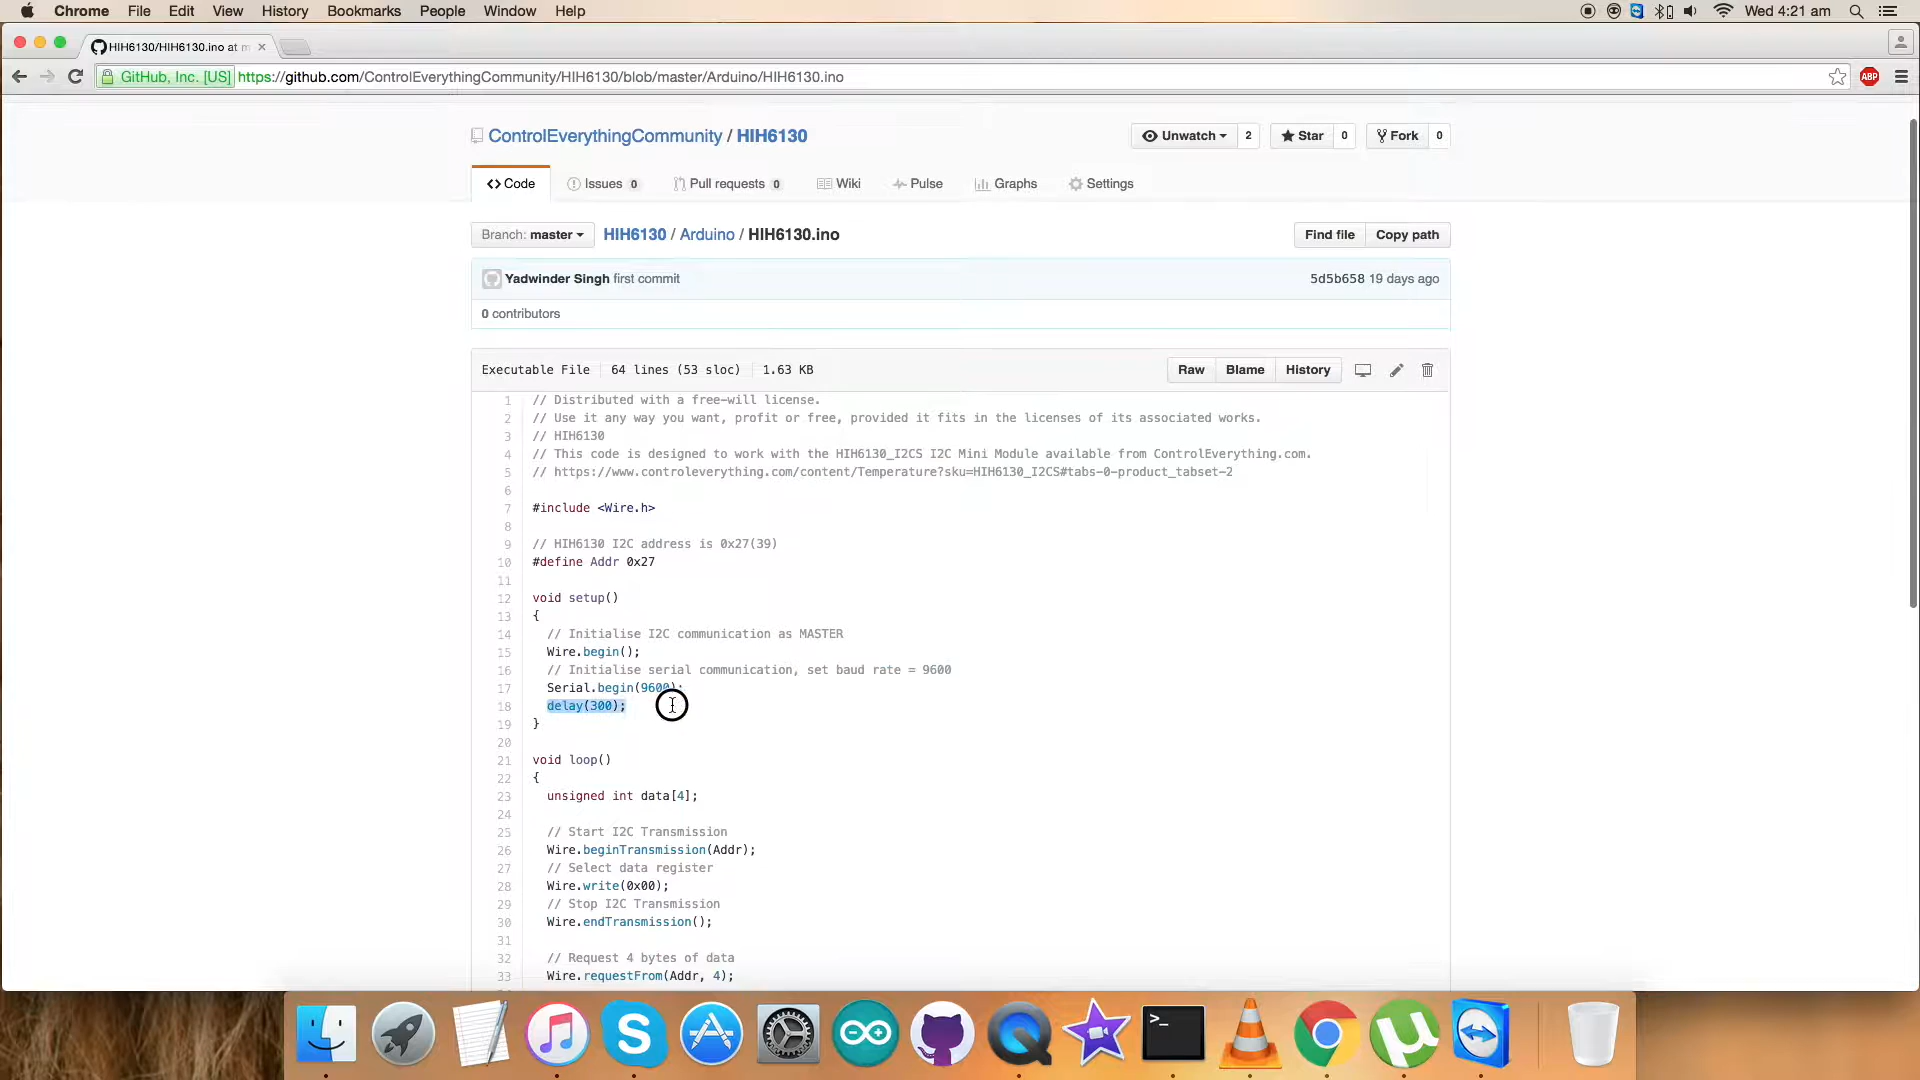 Chrome File Edit View History Bookmarks People Window Help Wed 4:21 am
HIH6130/HIH6130.ino at m
GitHub, Inc. [US] https://github.com/ControlEverythingCommunity/HIH6130/blob/master/Arduino/HIH6130.ino ABP
ControlEverythingCommunity / HIH6130 Unwatch 2 Star 0 Fork 0
<> Code Issues 0 Pull requests 0 Wiki Pulse Graphs Settings
Branch: master HIH6130 / Arduino / HIH6130.ino Find file Copy path
Yadwinder Singh first commit 5d5b658 19 days ago
0 contributors
Executable File 64 lines (53 sloc) 1.63 KB Raw Blame History
1 // Distributed with a free-will license.
2 // Use it any way you want, profit or free, provided it fits in the licenses of its associated works.
3 // HIH6130
4 // This code is designed to work with the HIH6130_I2CS I2C Mini Module available from ControlEverything.com.
5 // https://www.controleverything.com/content/Temperature?sku=HIH6130_I2CS#tabs-0-product_tabset-2
6
7 #include <Wire.h>
8
9 // HIH6130 I2C address is 0x27(39)
10 #define Addr 0x27
11
12 void setup()
13 {
14 // Initialise I2C communication as MASTER
15 Wire.begin();
16 // Initialise serial communication, set baud rate = 9600
17 Serial.begin(9600);
18 delay(300);
19 }
20
21 void loop()
22 {
23 unsigned int data[4];
24
25 // Start I2C Transmission
26 Wire.beginTransmission(Addr);
27 // Select data register
28 Wire.write(0x00);
29 // Stop I2C Transmission
30 Wire.endTransmission();
31
32 // Request 4 bytes of data
33 Wire.requestFrom(Addr, 4);